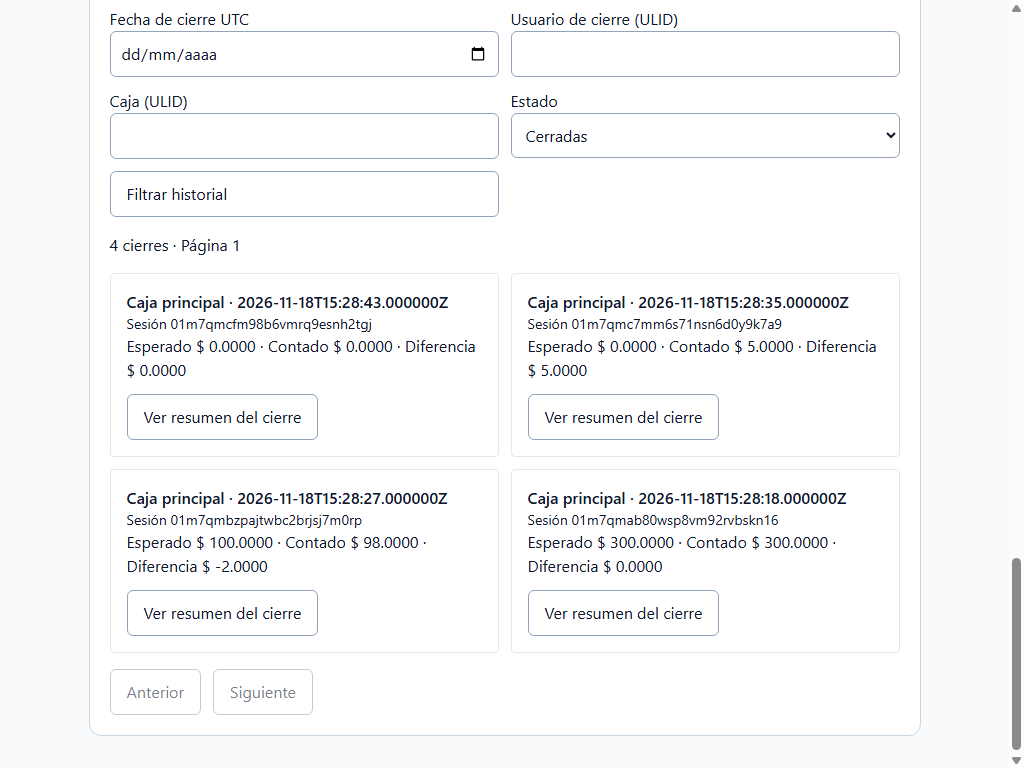 Fecha de cierre UTC
dd/mm/aaaa
Usuario de cierre (ULID)
Caja (ULID)
Estado
Cerradas
Filtrar historial
4 cierres · Página 1
Caja principal · 2026-11-18T15:28:43.000000Z
Sesión 01m7qmcfm98b6vmrq9esnh2tgj
Esperado $ 0.0000 · Contado $ 0.0000 · Diferencia
$ 0.0000
Ver resumen del cierre
Caja principal · 2026-11-18T15:28:35.000000Z
Sesión 01m7qmc7mm6s71nsn6d0y9k7a9
Esperado $ 0.0000 · Contado $ 5.0000 · Diferencia
$ 5.0000
Ver resumen del cierre
Caja principal · 2026-11-18T15:28:27.000000Z
Sesión 01m7qmbzpajtwbc2brjsj7m0rp
Esperado $ 100.0000 · Contado $ 98.0000 ·
Diferencia $ -2.0000
Ver resumen del cierre
Caja principal · 2026-11-18T15:28:18.000000Z
Sesión 01m7qmab80wsp8vm92rvbskn16
Esperado $ 300.0000 · Contado $ 300.0000 ·
Diferencia $ 0.0000
Ver resumen del cierre
Anterior
Siguiente